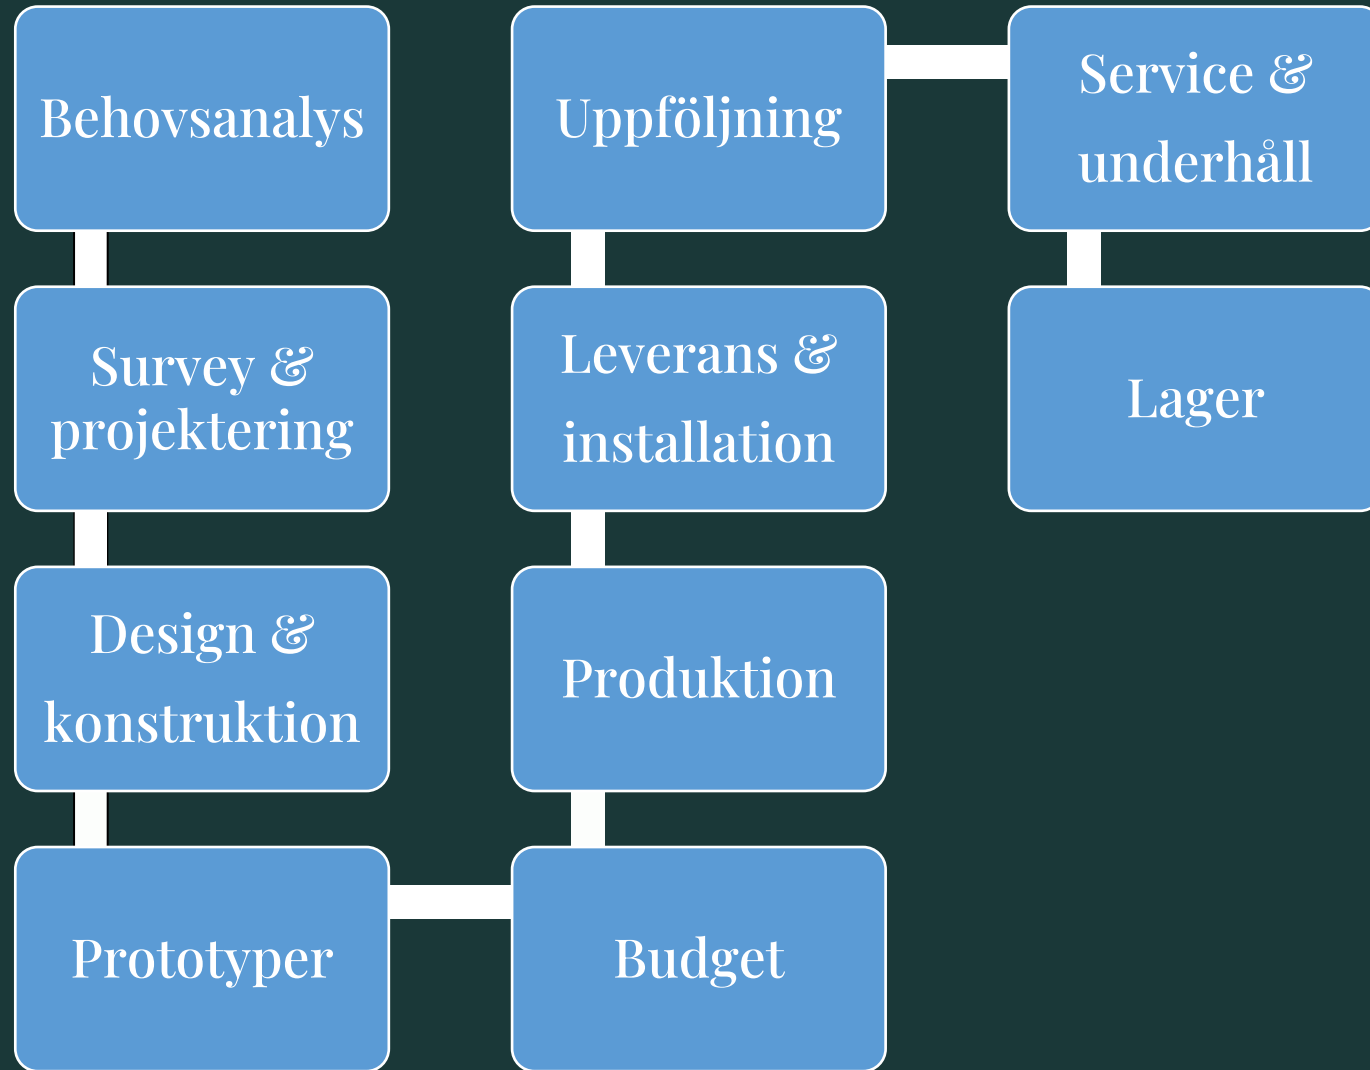 Behovsanalys
Survey &
projektering
Design &
konstruktion
Prototyper
Budget
Produktion
Leverans &
installation
Uppföljning
Service &
underhåll
Lager